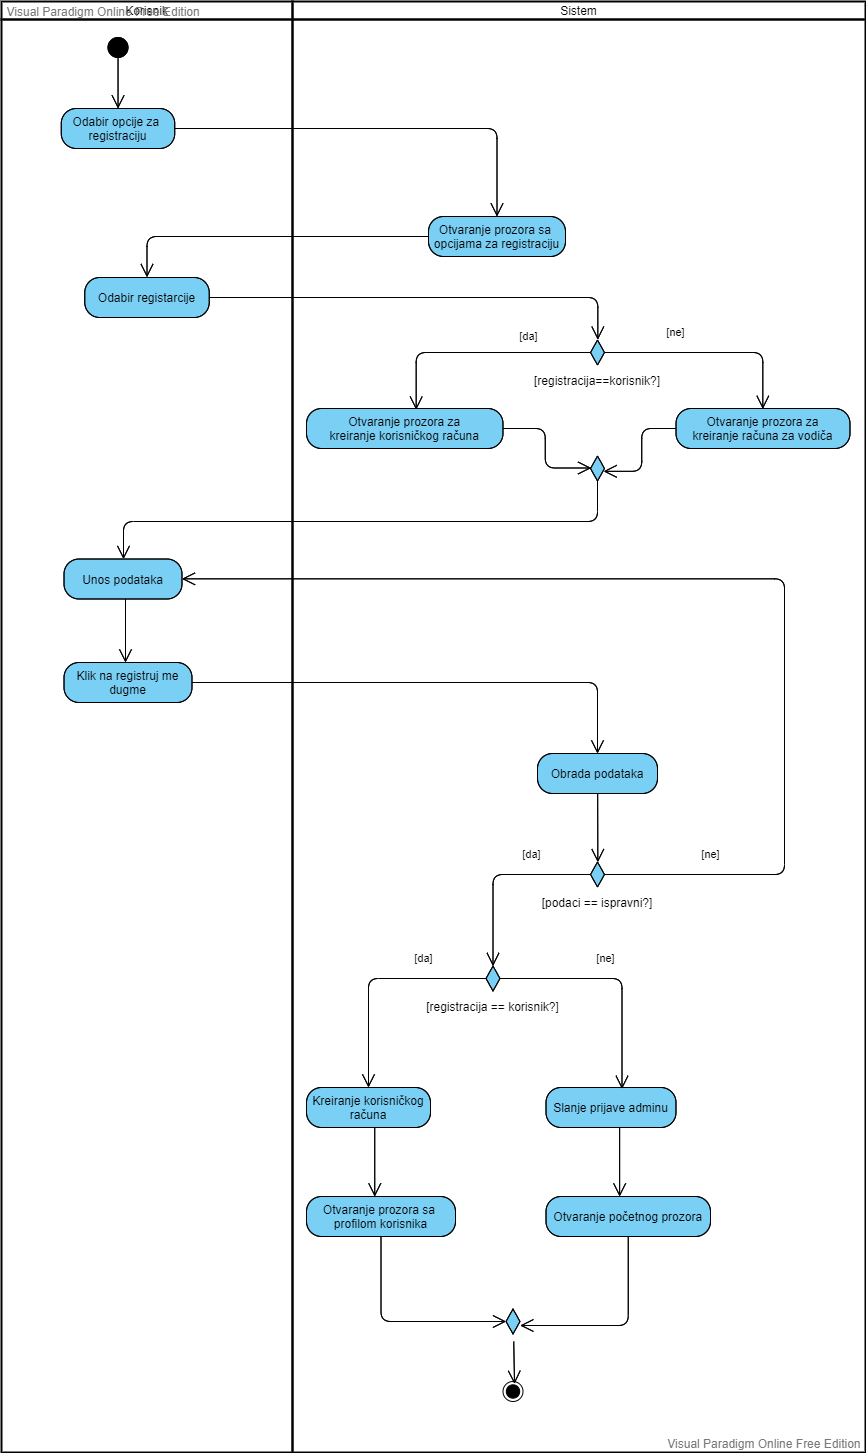 Visual Paradigm Online Free Edition
Korisnik
Sistem
Odabir opcije za
registraciju
Otvaranje prozora sa
opcijama za registraciju
Odabir registarcije
[da]
[ne]
[registracija==korisnik?]
Otvaranje prozora za
kreiranje korisničkog računa
Otvaranje prozora za
kreiranje računa za vodiča
Unos podataka
Klik na registruj me
dugme
Obrada podataka
[da]
[ne]
[podaci == ispravni?]
[da]
[ne]
[registracija == korisnik?]
Kreiranje korisničkog
računa
Slanje prijave adminu
Otvaranje prozora sa
profilom korisnika
Otvaranje početnog prozora
Visual Paradigm Online Free Edition